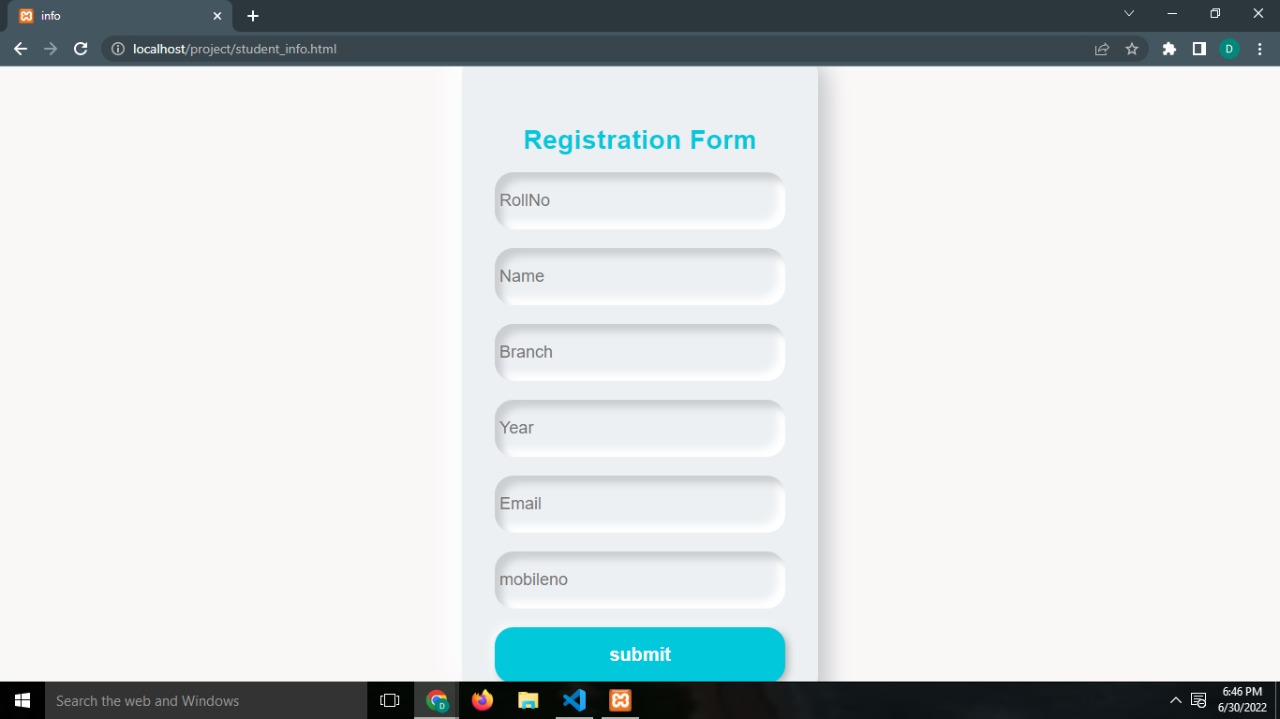 info
localhost/project/student_info.html
D
Registration Form
RollNo
Name
Branch
Year
Email
mobileno
submit
Search the web and Windows
D
6:46 PM
6/30/2022